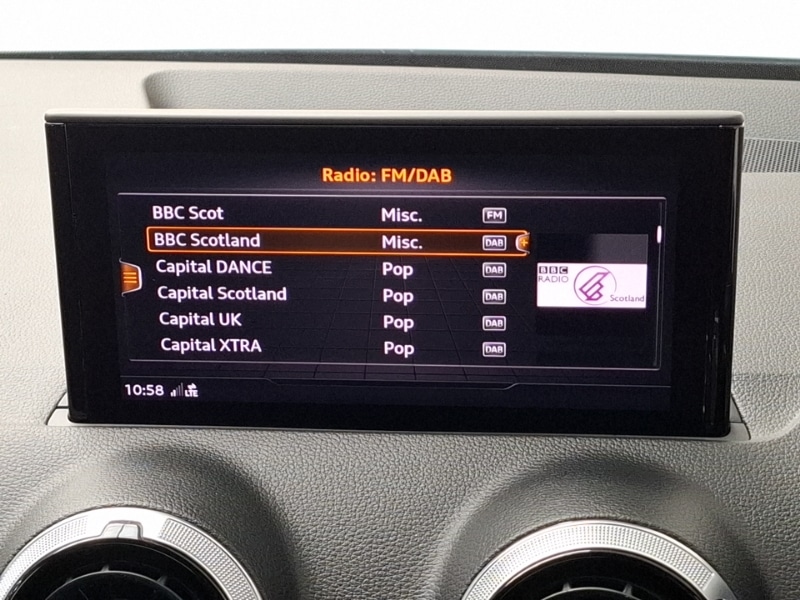 Radio: FM/DAB
BBC Scot Misc. FM
BBC Scotland Misc. DAB +
Capital DANCE Pop DAB
Capital Scotland Pop DAB
Capital UK Pop DAB
Capital XTRA Pop DAB
BBC
RADIO
Scotland
10:58 LTE